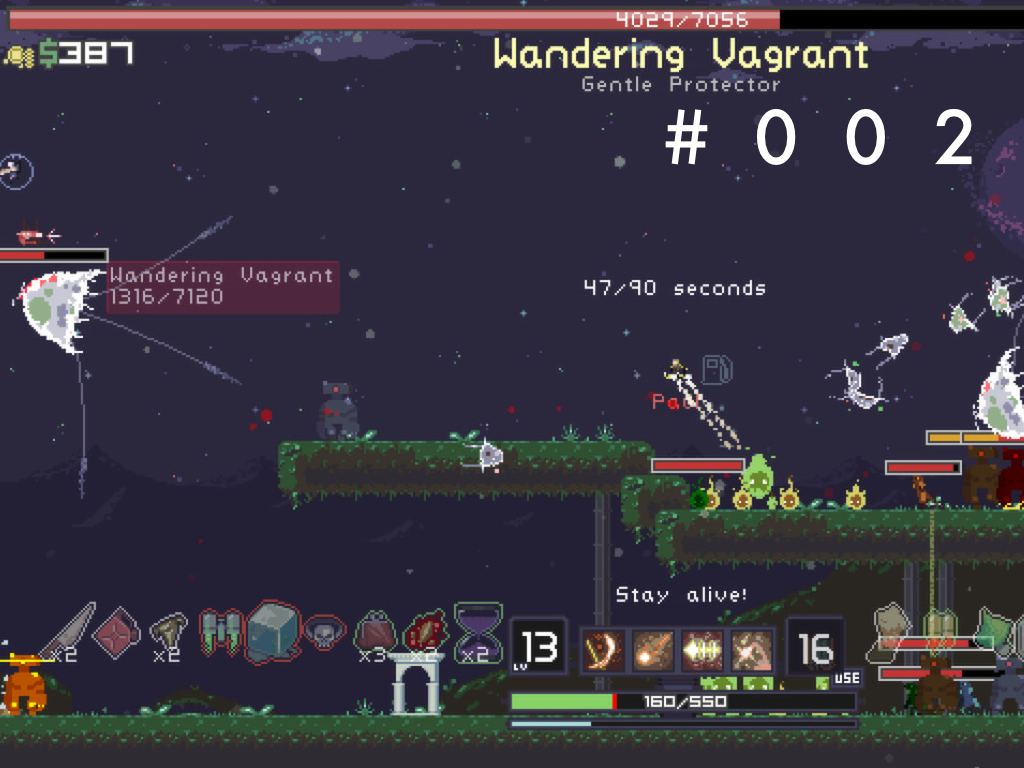 4029/7056
$387
Wandering Vagrant
Gentle Protector
# 0 0 2
Wandering Vagrant
1316/7120
47/90 seconds
Stay alive!
x2
x2
x3
x2
13
LV
16
USE
160/550